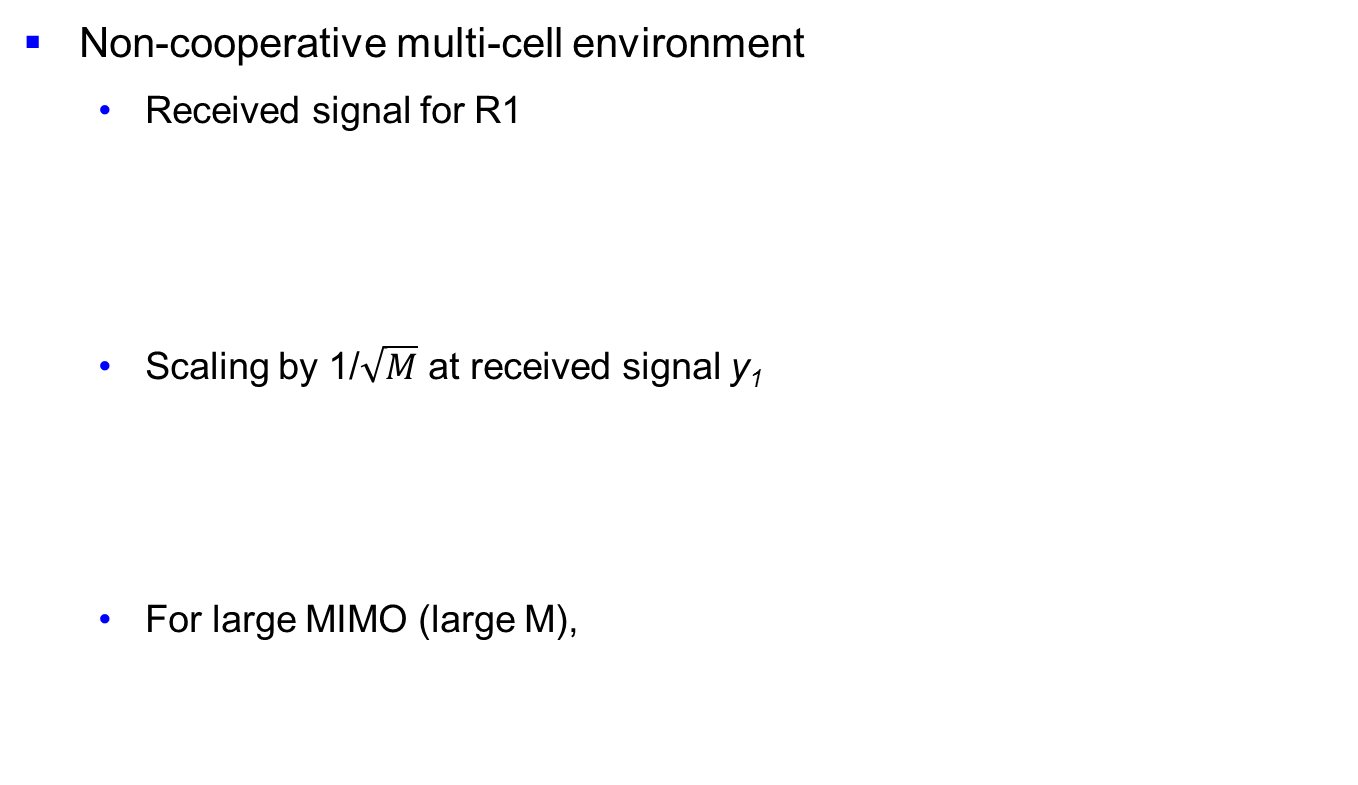 ▪ Non-cooperative multi-cell environment
• Received signal for R1
• Scaling by 1/√M at received signal y₁
• For large MIMO (large M),